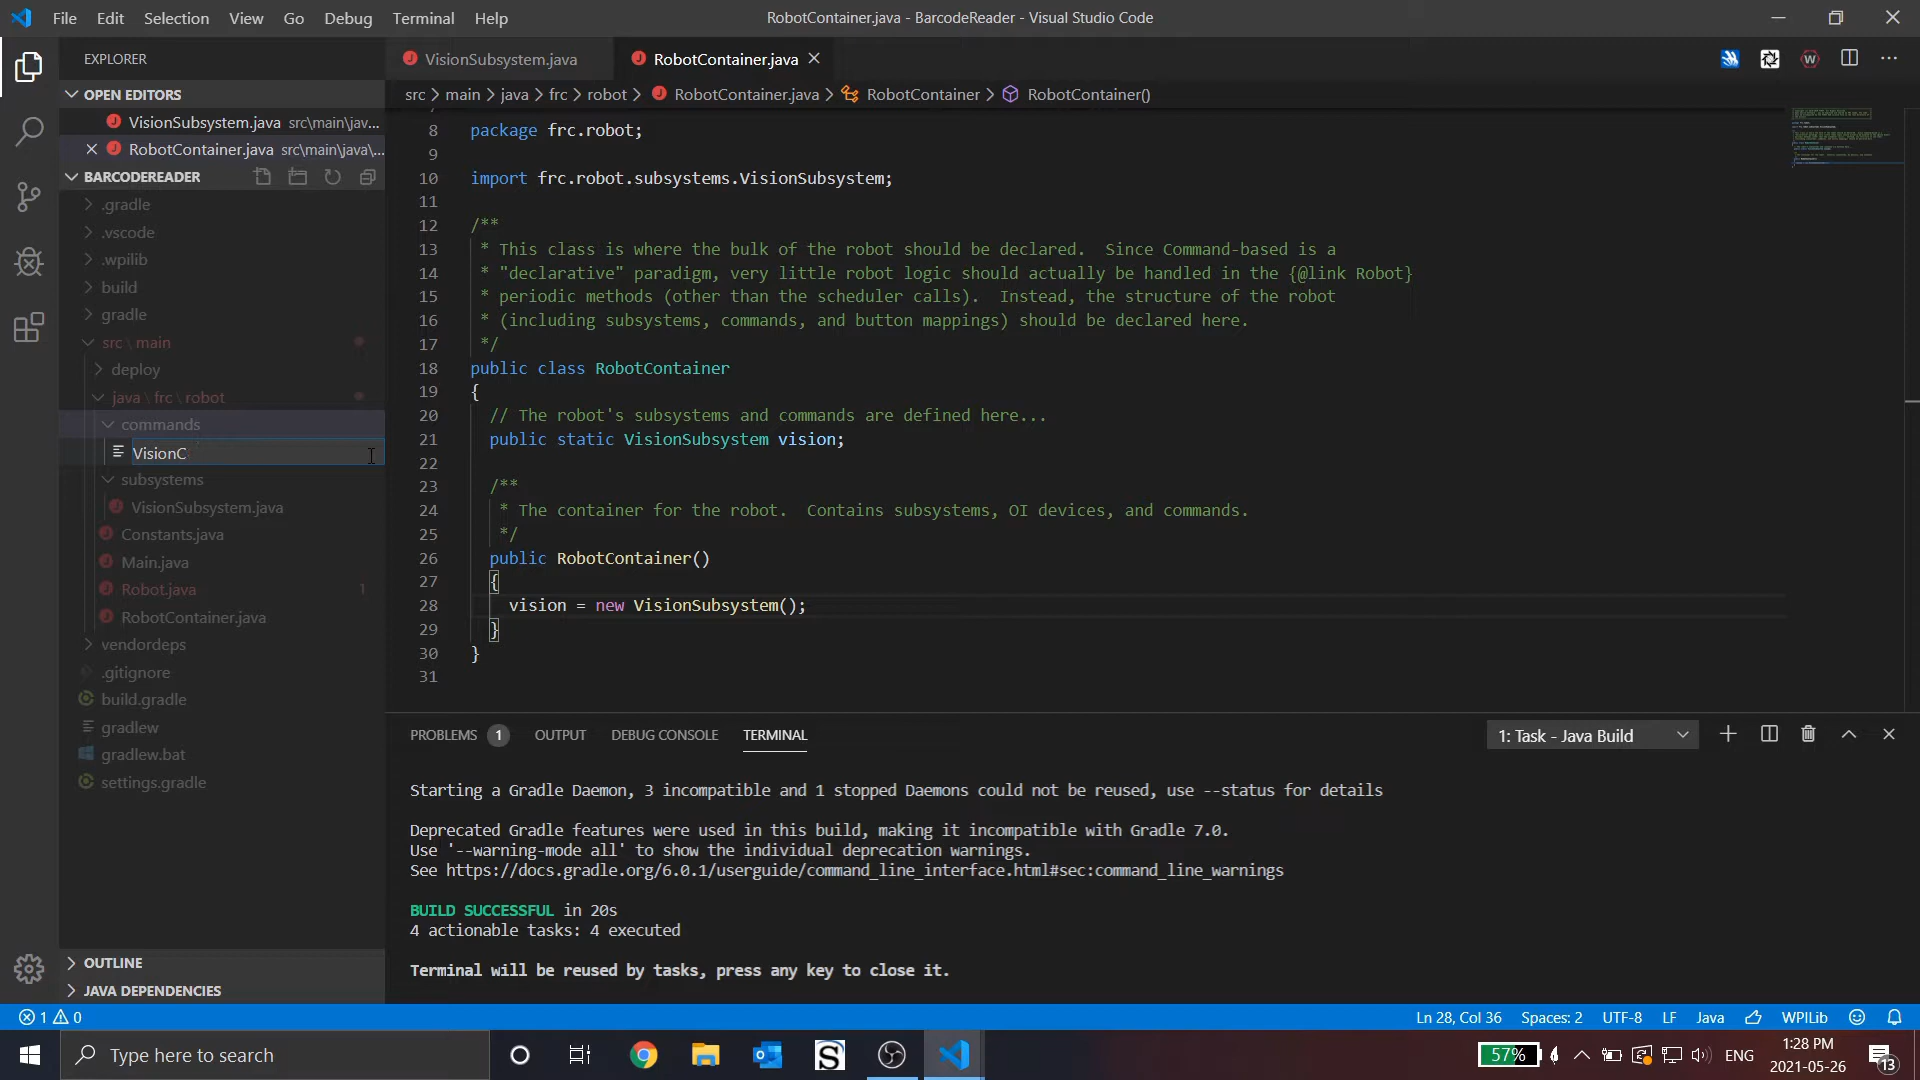 File Edit Selection View Go Debug Terminal Help
RobotContainer.java - BarcodeReader - Visual Studio Code
EXPLORER
OPEN EDITORS
VisionSubsystem.java src\main\jav...
RobotContainer.java src\main\java\...
BARCODEREADER
.gradle
.vscode
.wpilib
build
gradle
src \ main
deploy
java \ frc \ robot
commands
VisionC
subsystems
VisionSubsystem.java
Constants.java
Main.java
Robot.java 1
RobotContainer.java
vendordeps
.gitignore
build.gradle
gradlew
gradlew.bat
settings.gradle
OUTLINE
JAVA DEPENDENCIES
VisionSubsystem.java RobotContainer.java
src > main > java > frc > robot > RobotContainer.java > RobotContainer > RobotContainer()
8 package frc.robot;
9
10 import frc.robot.subsystems.VisionSubsystem;
11
12 /**
13 * This class is where the bulk of the robot should be declared.  Since Command-based is a
14 * "declarative" paradigm, very little robot logic should actually be handled in the {@link Robot}
15 * periodic methods (other than the scheduler calls).  Instead, the structure of the robot
16 * (including subsystems, commands, and button mappings) should be declared here.
17 */
18 public class RobotContainer
19 {
20 // The robot's subsystems and commands are defined here...
21 public static VisionSubsystem vision;
22
23 /**
24 * The container for the robot.  Contains subsystems, OI devices, and commands.
25 */
26 public RobotContainer()
27 {
28 vision = new VisionSubsystem();
29 }
30 }
31
PROBLEMS 1 OUTPUT DEBUG CONSOLE TERMINAL
1: Task - Java Build
Starting a Gradle Daemon, 3 incompatible and 1 stopped Daemons could not be reused, use --status for details
Deprecated Gradle features were used in this build, making it incompatible with Gradle 7.0.
Use '--warning-mode all' to show the individual deprecation warnings.
See https://docs.gradle.org/6.0.1/userguide/command_line_interface.html#sec:command_line_warnings
BUILD SUCCESSFUL in 20s
4 actionable tasks: 4 executed
Terminal will be reused by tasks, press any key to close it.
1 0
Ln 28, Col 36 Spaces: 2 UTF-8 LF Java WPILib
Type here to search
57%
ENG
1:28 PM
2021-05-26
13